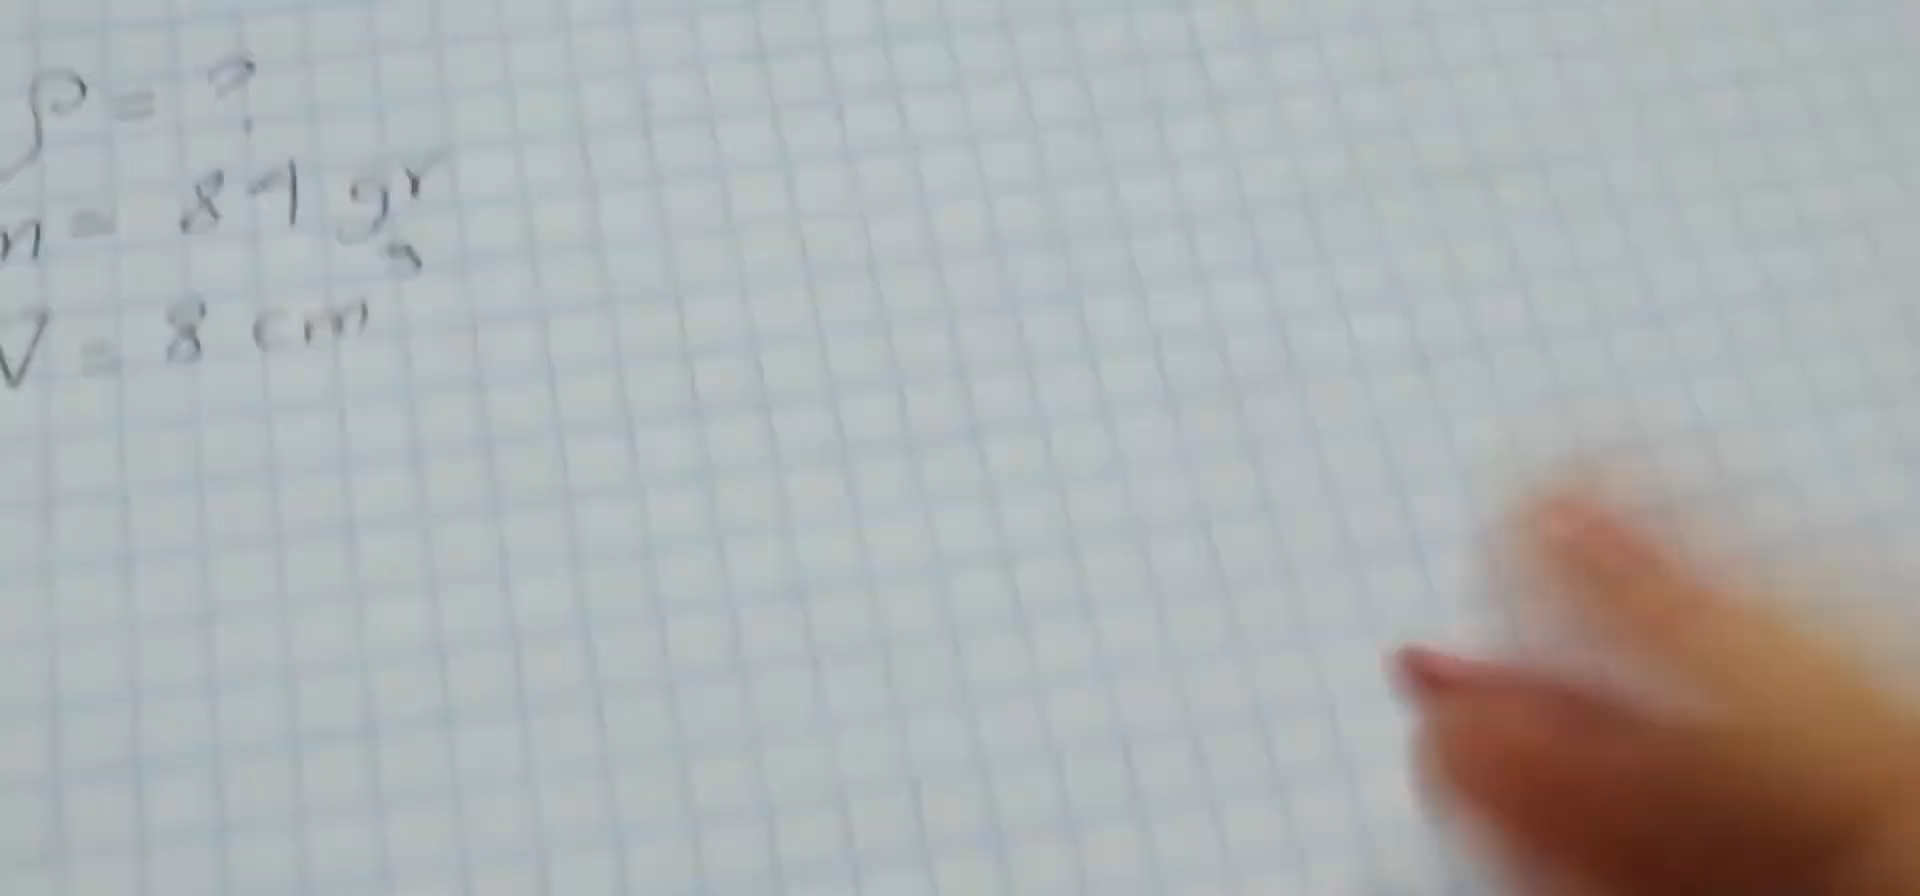 ρ = ?
m = 84 gr
V = 8 cm³